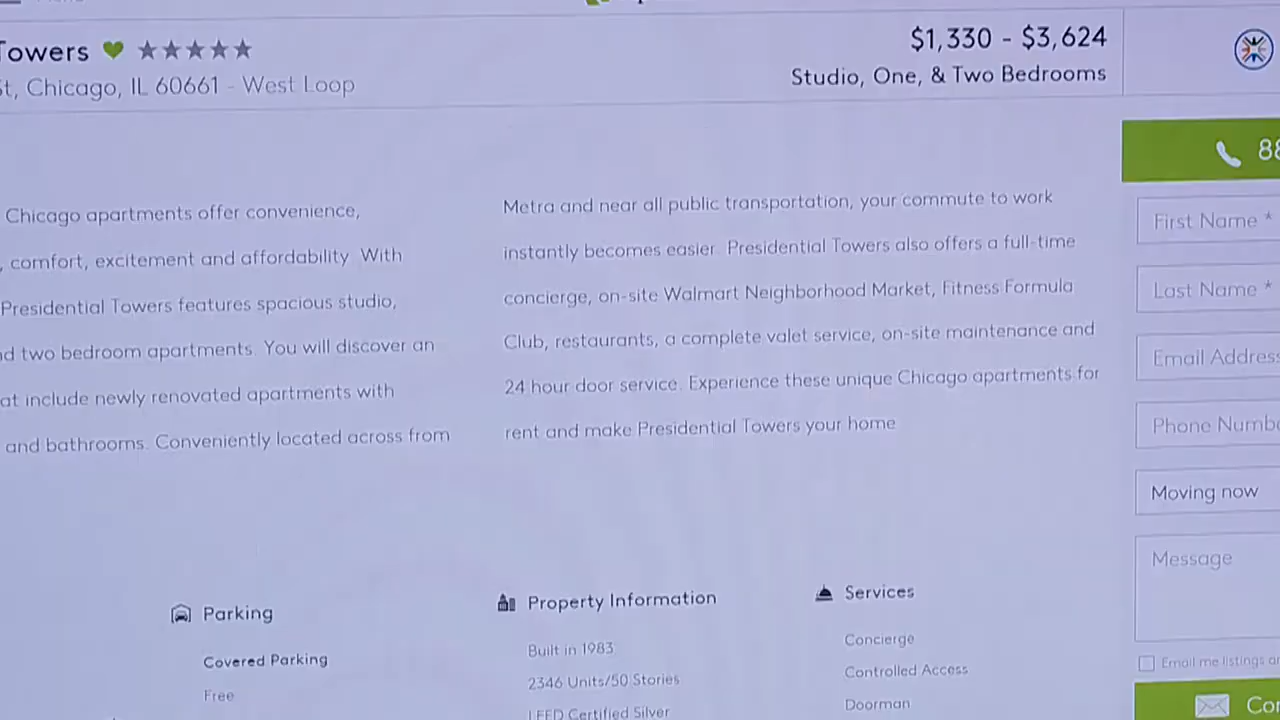 Towers
$1,330 - $3,624
St, Chicago, IL 60661 - West Loop
Studio, One, & Two Bedrooms
Chicago apartments offer convenience,
, comfort, excitement and affordability With
Presidential Towers features spacious studio,
nd two bedroom apartments. You will discover an
at include newly renovated apartments with
and bathrooms. Conveniently located across from
Metra and near all public transportation, your commute to work
instantly becomes easier. Presidential Towers also offers a full-time
concierge, on-site Walmart Neighborhood Market, Fitness Formula
Club, restaurants, a complete valet service, on-site maintenance and
24 hour door service. Experience these unique Chicago apartments for
rent and make Presidential Towers your home
88
First Name *
Last Name *
Email Address
Phone Numbe
Moving now
Message
Email me listings
Co
Parking
Covered Parking
Free
Property Information
Built in 1983
2346 Units/50 Stories
LEED Certified Silver
Services
Concierge
Controlled Access
Doorman